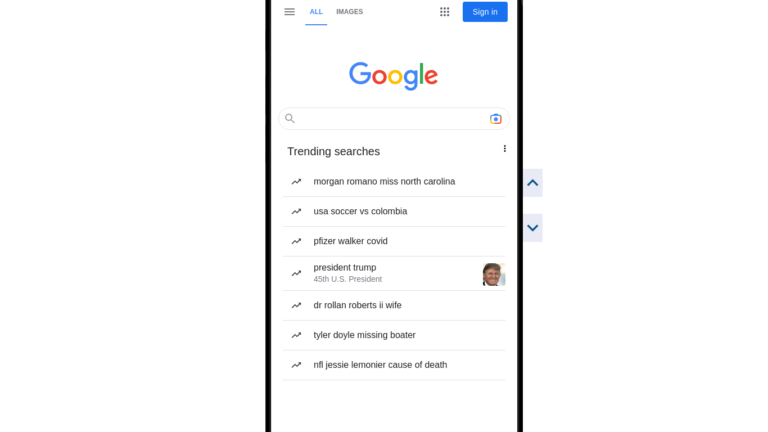 ALL IMAGES Sign in
Google
Trending searches
morgan romano miss north carolina
usa soccer vs colombia
pfizer walker covid
president trump
45th U.S. President
dr rollan roberts ii wife
tyler doyle missing boater
nfl jessie lemonier cause of death